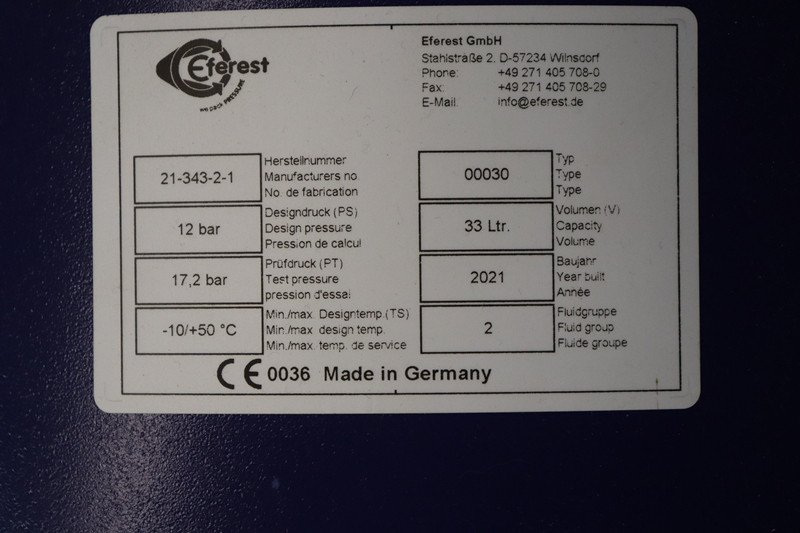 Eferest
we pack PRESSURE
Eferest GmbH
Stahlstraße 2. D-57234 Wilnsdorf
Phone: +49 271 405 708-0
Fax: +49 271 405 708-29
E-Mail: info@eferest.de
21-343-2-1
Herstellnummer
Manufacturers no.
No. de fabrication
00030
Typ
Type
Type
12 bar
Designdruck (PS)
Design pressure
Pression de calcul
33 Ltr.
Volumen (V)
Capacity
Volume
17,2 bar
Prüfdruck (PT)
Test pressure
pression d'essai
2021
Baujahr
Year built
Année
-10/+50 °C
Min./max. Designtemp.(TS)
Min./max. design temp.
Min./max. temp. de service
2
Fluidgruppe
Fluid group
Fluide groupe
CE 0036 Made in Germany